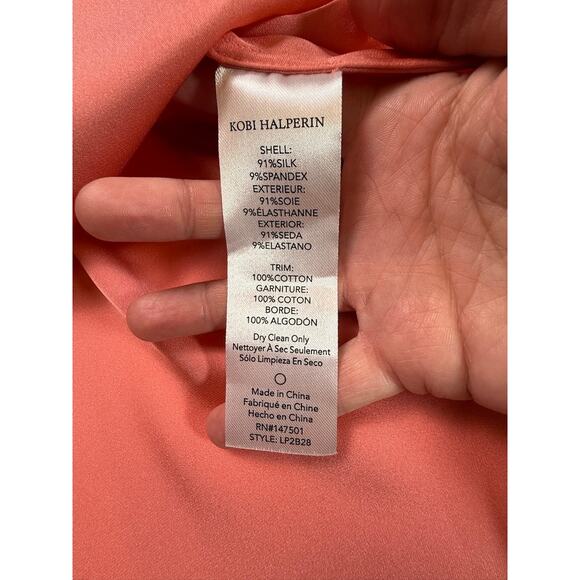 KOBI HALPERIN
SHELL:
91%SILK
9%SPANDEX
EXTERIEUR:
91%SOIE
9%ÉLASTHANNE
EXTERIOR:
91%SEDA
9%ELASTANO
TRIM:
100%COTTON
GARNITURE:
100% COTON
BORDE:
100% ALGODÓN
Dry Clean Only
Nettoyer À Sec Seulement
Sólo Limpieza En Seco
Made in China
Fabriqué en Chine
Hecho en China
RN#147501
STYLE: LP2B28